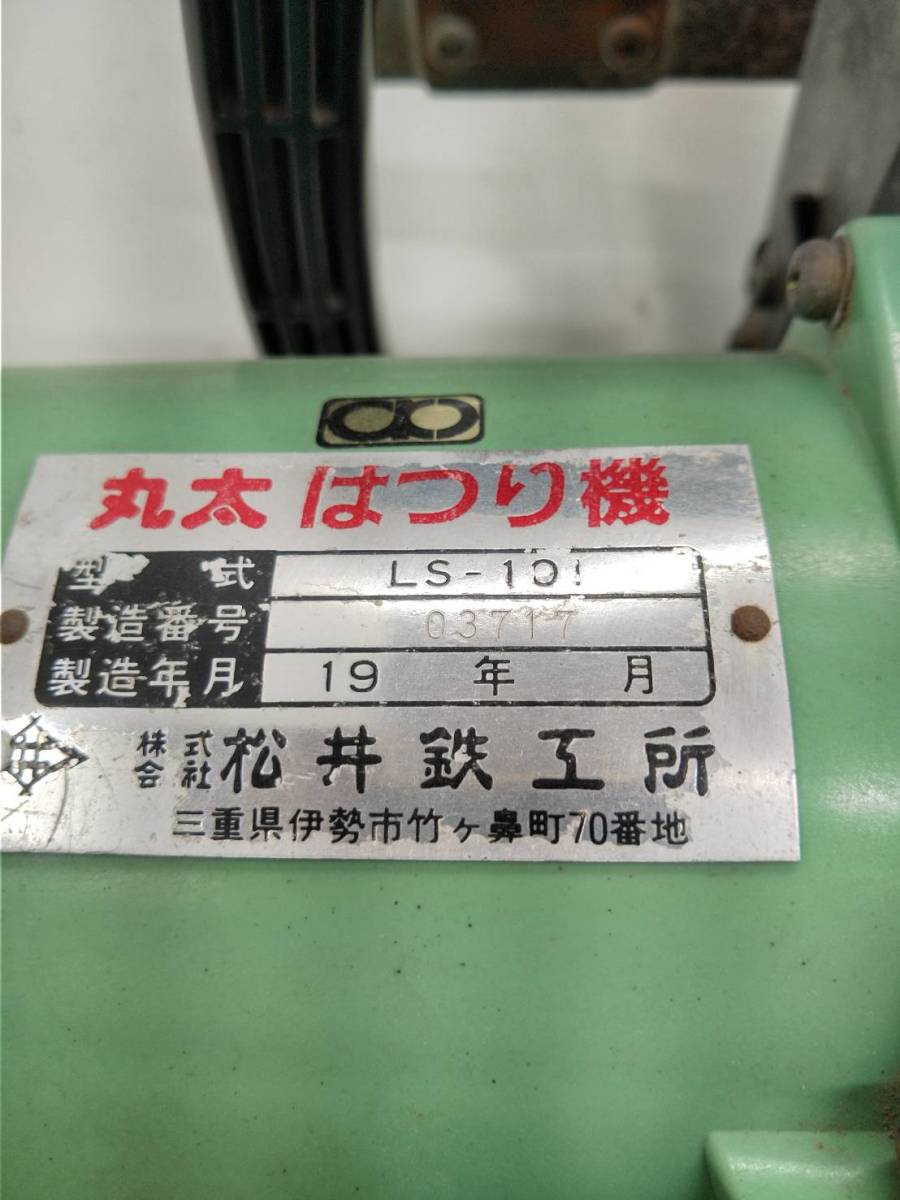 丸太はつり機
型式 LS-101
製造番号 03717
製造年月 19 年 月
株式会社 松井鉄工所
三重県伊勢市竹ヶ鼻町70番地